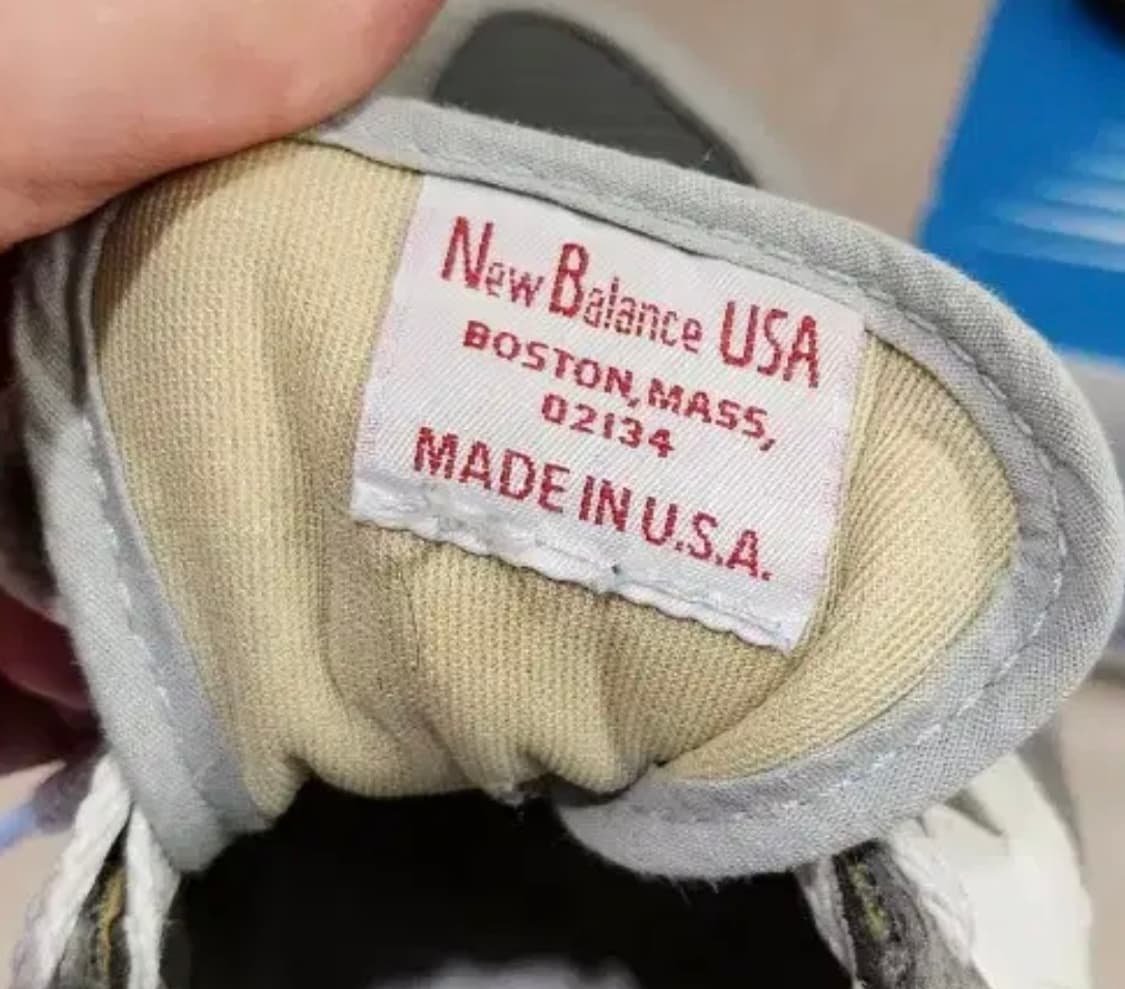 New Balance USA
BOSTON, MASS,
02134
MADE IN U.S.A.